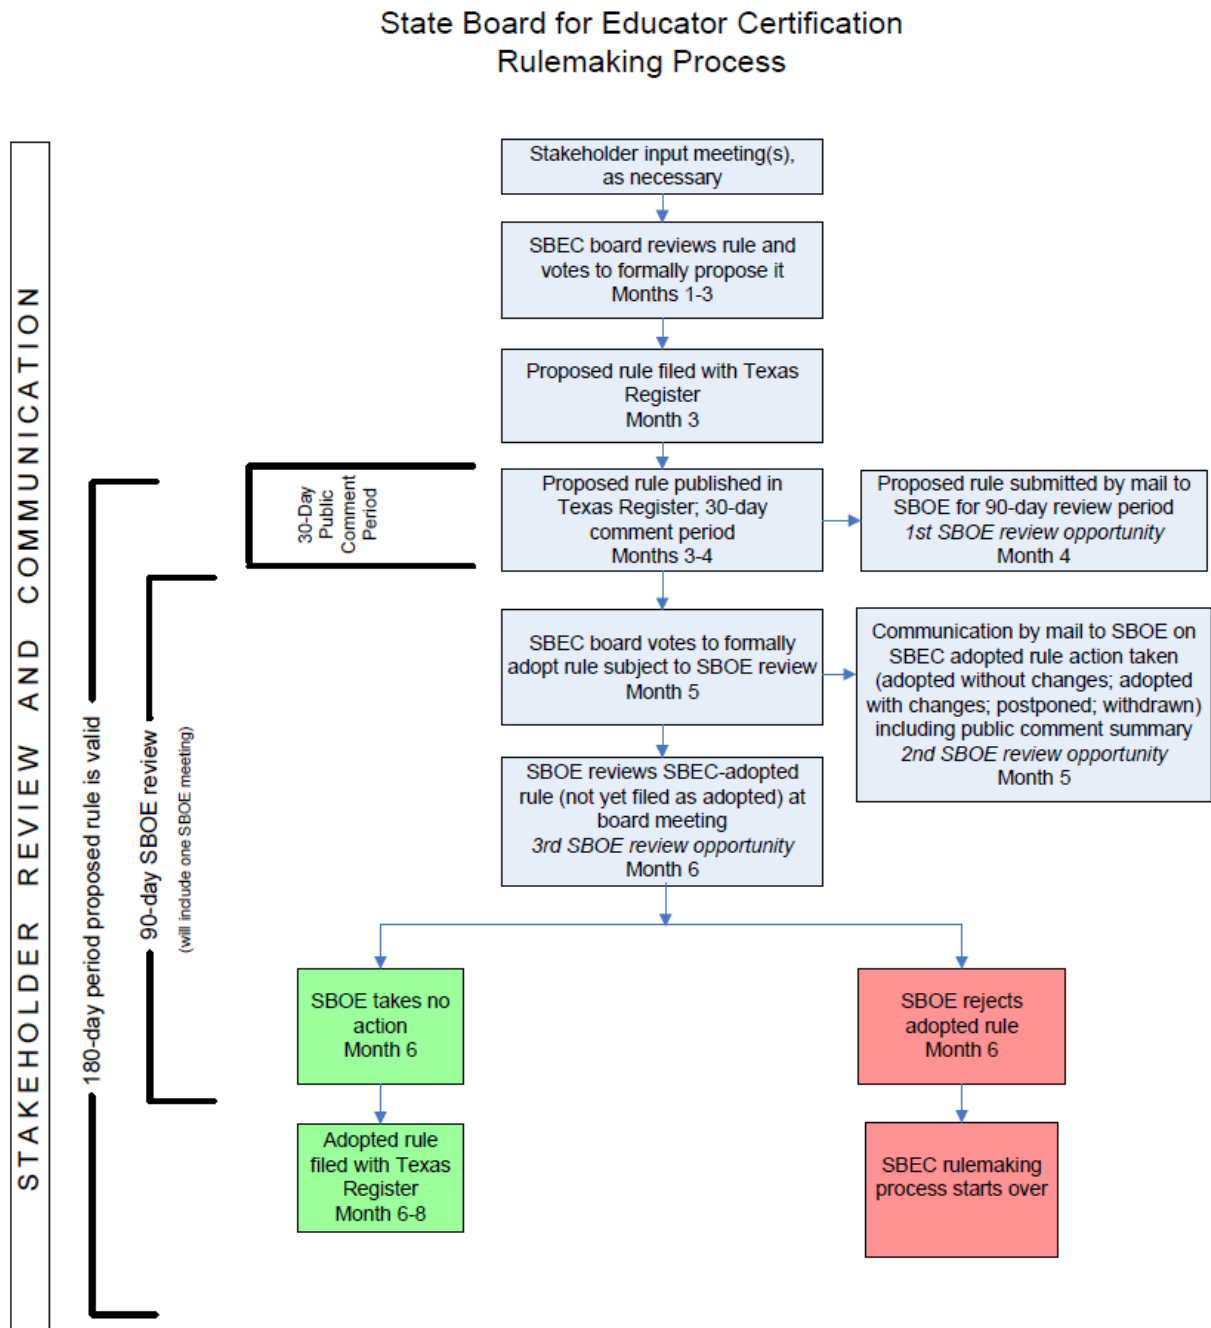 State Board for Educator Certification
Rulemaking Process
STAKEHOLDER REVIEW AND COMMUNICATION
Stakeholder input meeting(s),
as necessary
SBEC board reviews rule and
votes to formally propose it
Months 1-3
Proposed rule filed with Texas
Register
Month 3
30-Day
Public
Comment
Period
Proposed rule published in
Texas Register; 30-day
comment period
Months 3-4
Proposed rule submitted by mail to
SBOE for 90-day review period
1st SBOE review opportunity
Month 4
180-day period proposed rule is valid
90-day SBOE review
(will include one SBOE meeting)
SBEC board votes to formally
adopt rule subject to SBOE review
Month 5
Communication by mail to SBOE on
SBEC adopted rule action taken
(adopted without changes; adopted
with changes; postponed; withdrawn)
including public comment summary
2nd SBOE review opportunity
Month 5
SBOE reviews SBEC-adopted
rule (not yet filed as adopted) at
board meeting
3rd SBOE review opportunity
Month 6
SBOE takes no
action
Month 6
SBOE rejects
adopted rule
Month 6
Adopted rule
filed with Texas
Register
Month 6-8
SBEC rulemaking
process starts over